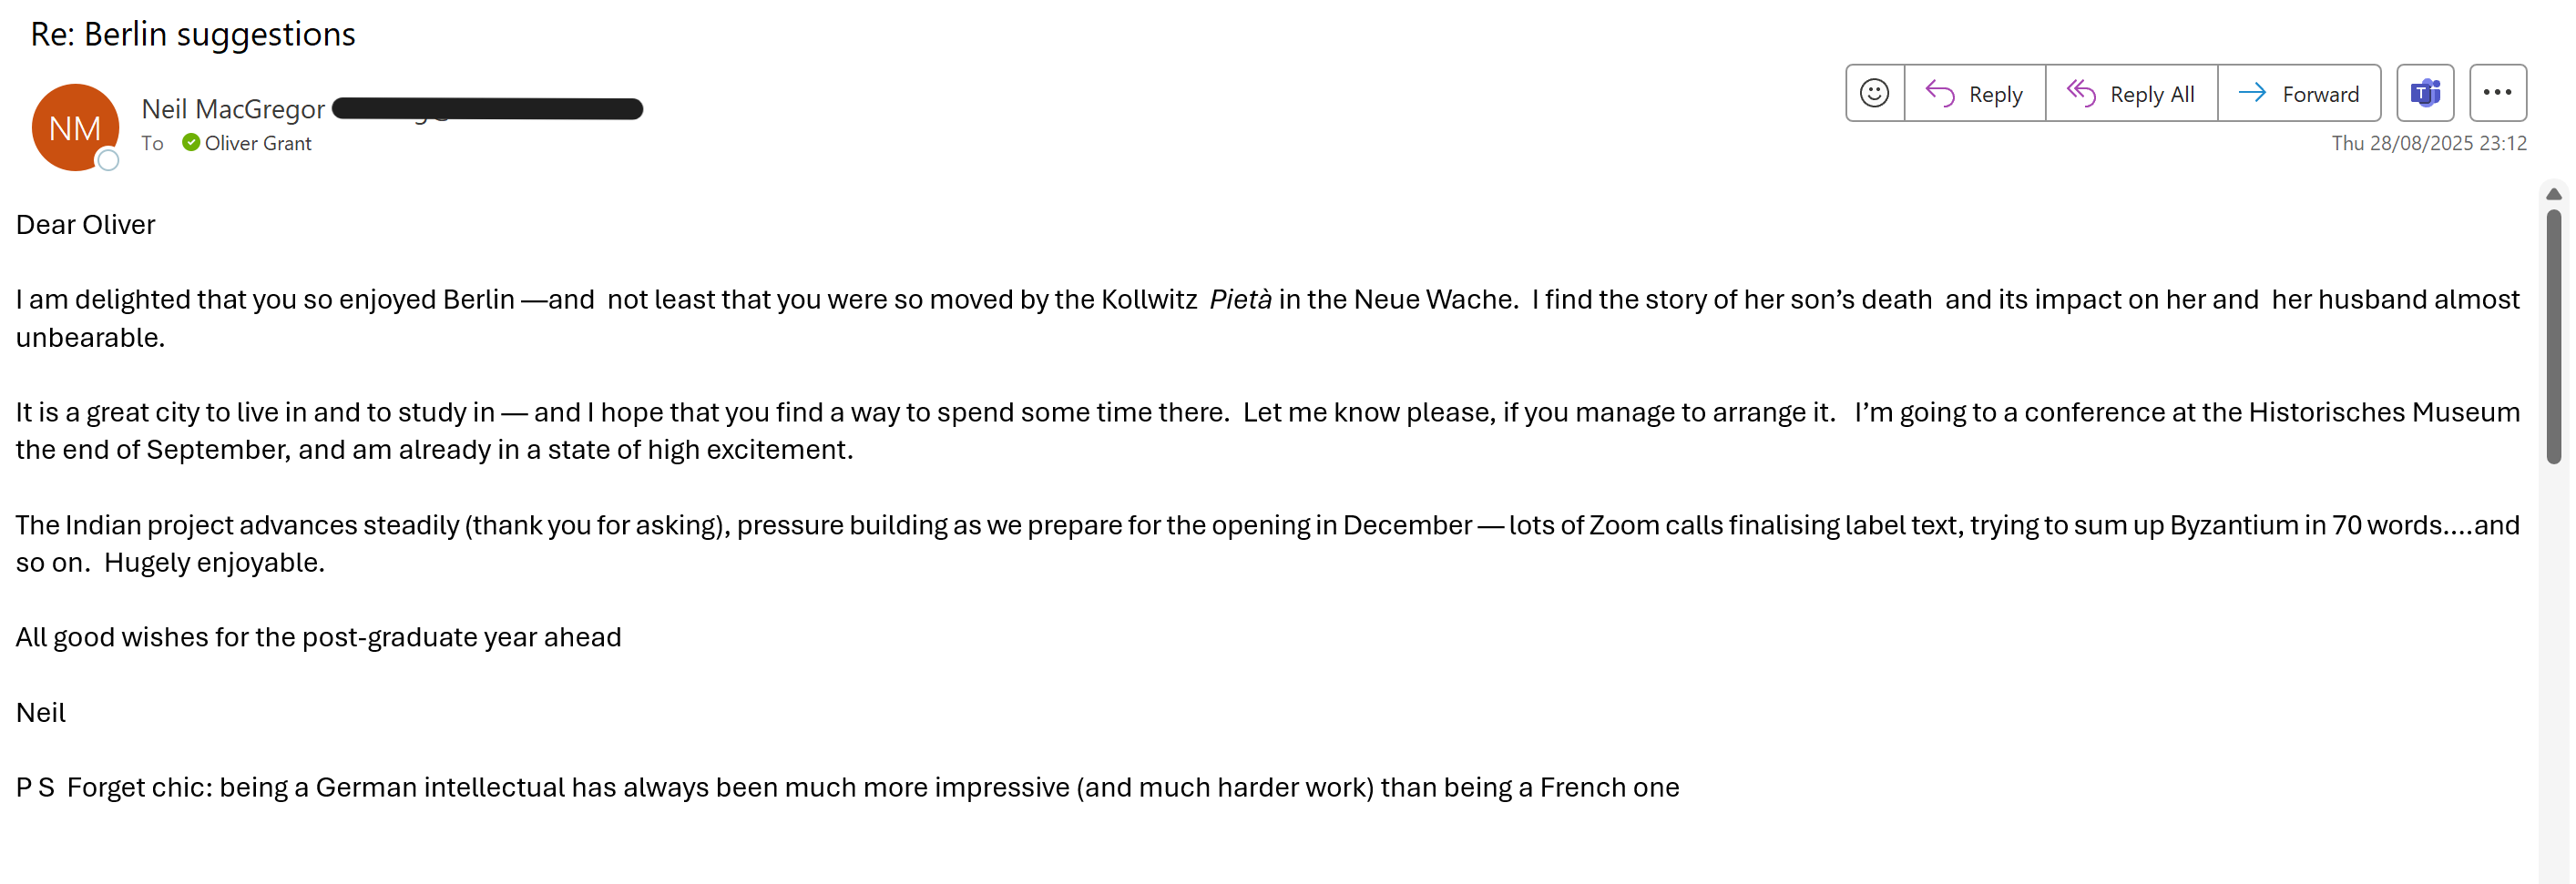 Re: Berlin suggestions
NM
Neil MacGregor
To Oliver Grant
Reply
Reply All
Forward
Thu 28/08/2025 23:12
Dear Oliver
I am delighted that you so enjoyed Berlin —and  not least that you were so moved by the Kollwitz  Pietà in the Neue Wache.  I find the story of her son’s death  and its impact on her and  her husband almost
unbearable.
It is a great city to live in and to study in — and I hope that you find a way to spend some time there.  Let me know please, if you manage to arrange it.   I’m going to a conference at the Historisches Museum
the end of September, and am already in a state of high excitement.
The Indian project advances steadily (thank you for asking), pressure building as we prepare for the opening in December — lots of Zoom calls finalising label text, trying to sum up Byzantium in 70 words....and
so on.  Hugely enjoyable.
All good wishes for the post-graduate year ahead
Neil
P S  Forget chic: being a German intellectual has always been much more impressive (and much harder work) than being a French one